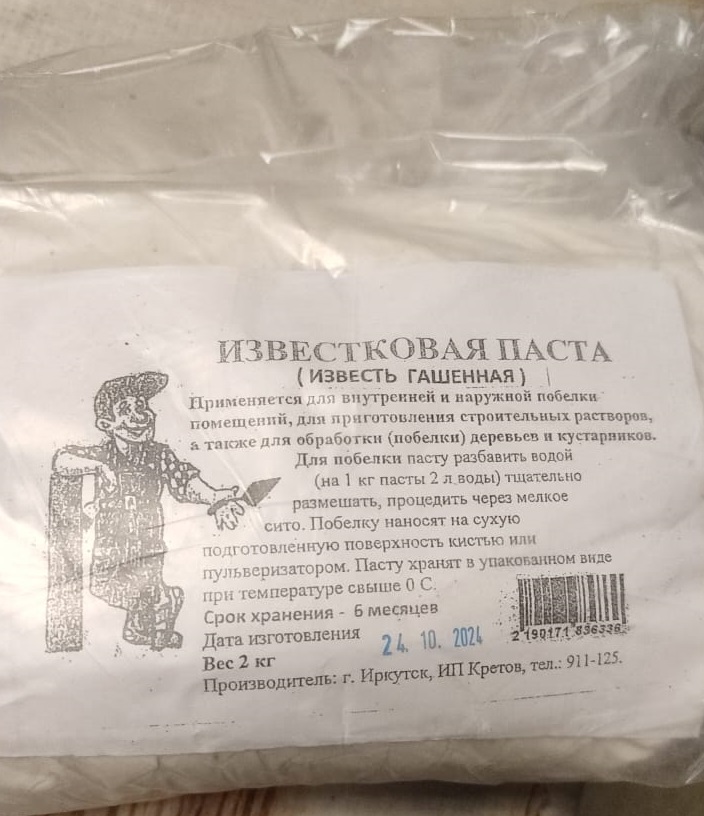 ИЗВЕСТКОВАЯ ПАСТА
( ИЗВЕСТЬ ГАШЕННАЯ )
Применяется для внутренней и наружной побелки
помещений, для приготовления строительных растворов,
а также для обработки (побелки) деревьев и кустарников.
Для побелки пасту разбавить водой
(на 1 кг пасты 2 л.воды) тщательно
размешать, процедить через мелкое
сито. Побелку наносят на сухую
подготовленную поверхность кистью или
пульверизатором. Пасту хранят в упакованном виде
при температуре свыше 0 С.
Срок хранения - 6 месяцев
Дата изготовления 24. 10. 2024
2 190171 836336
Вес 2 кг
Производитель: г. Иркутск, ИП Кретов, тел.: 911-125.